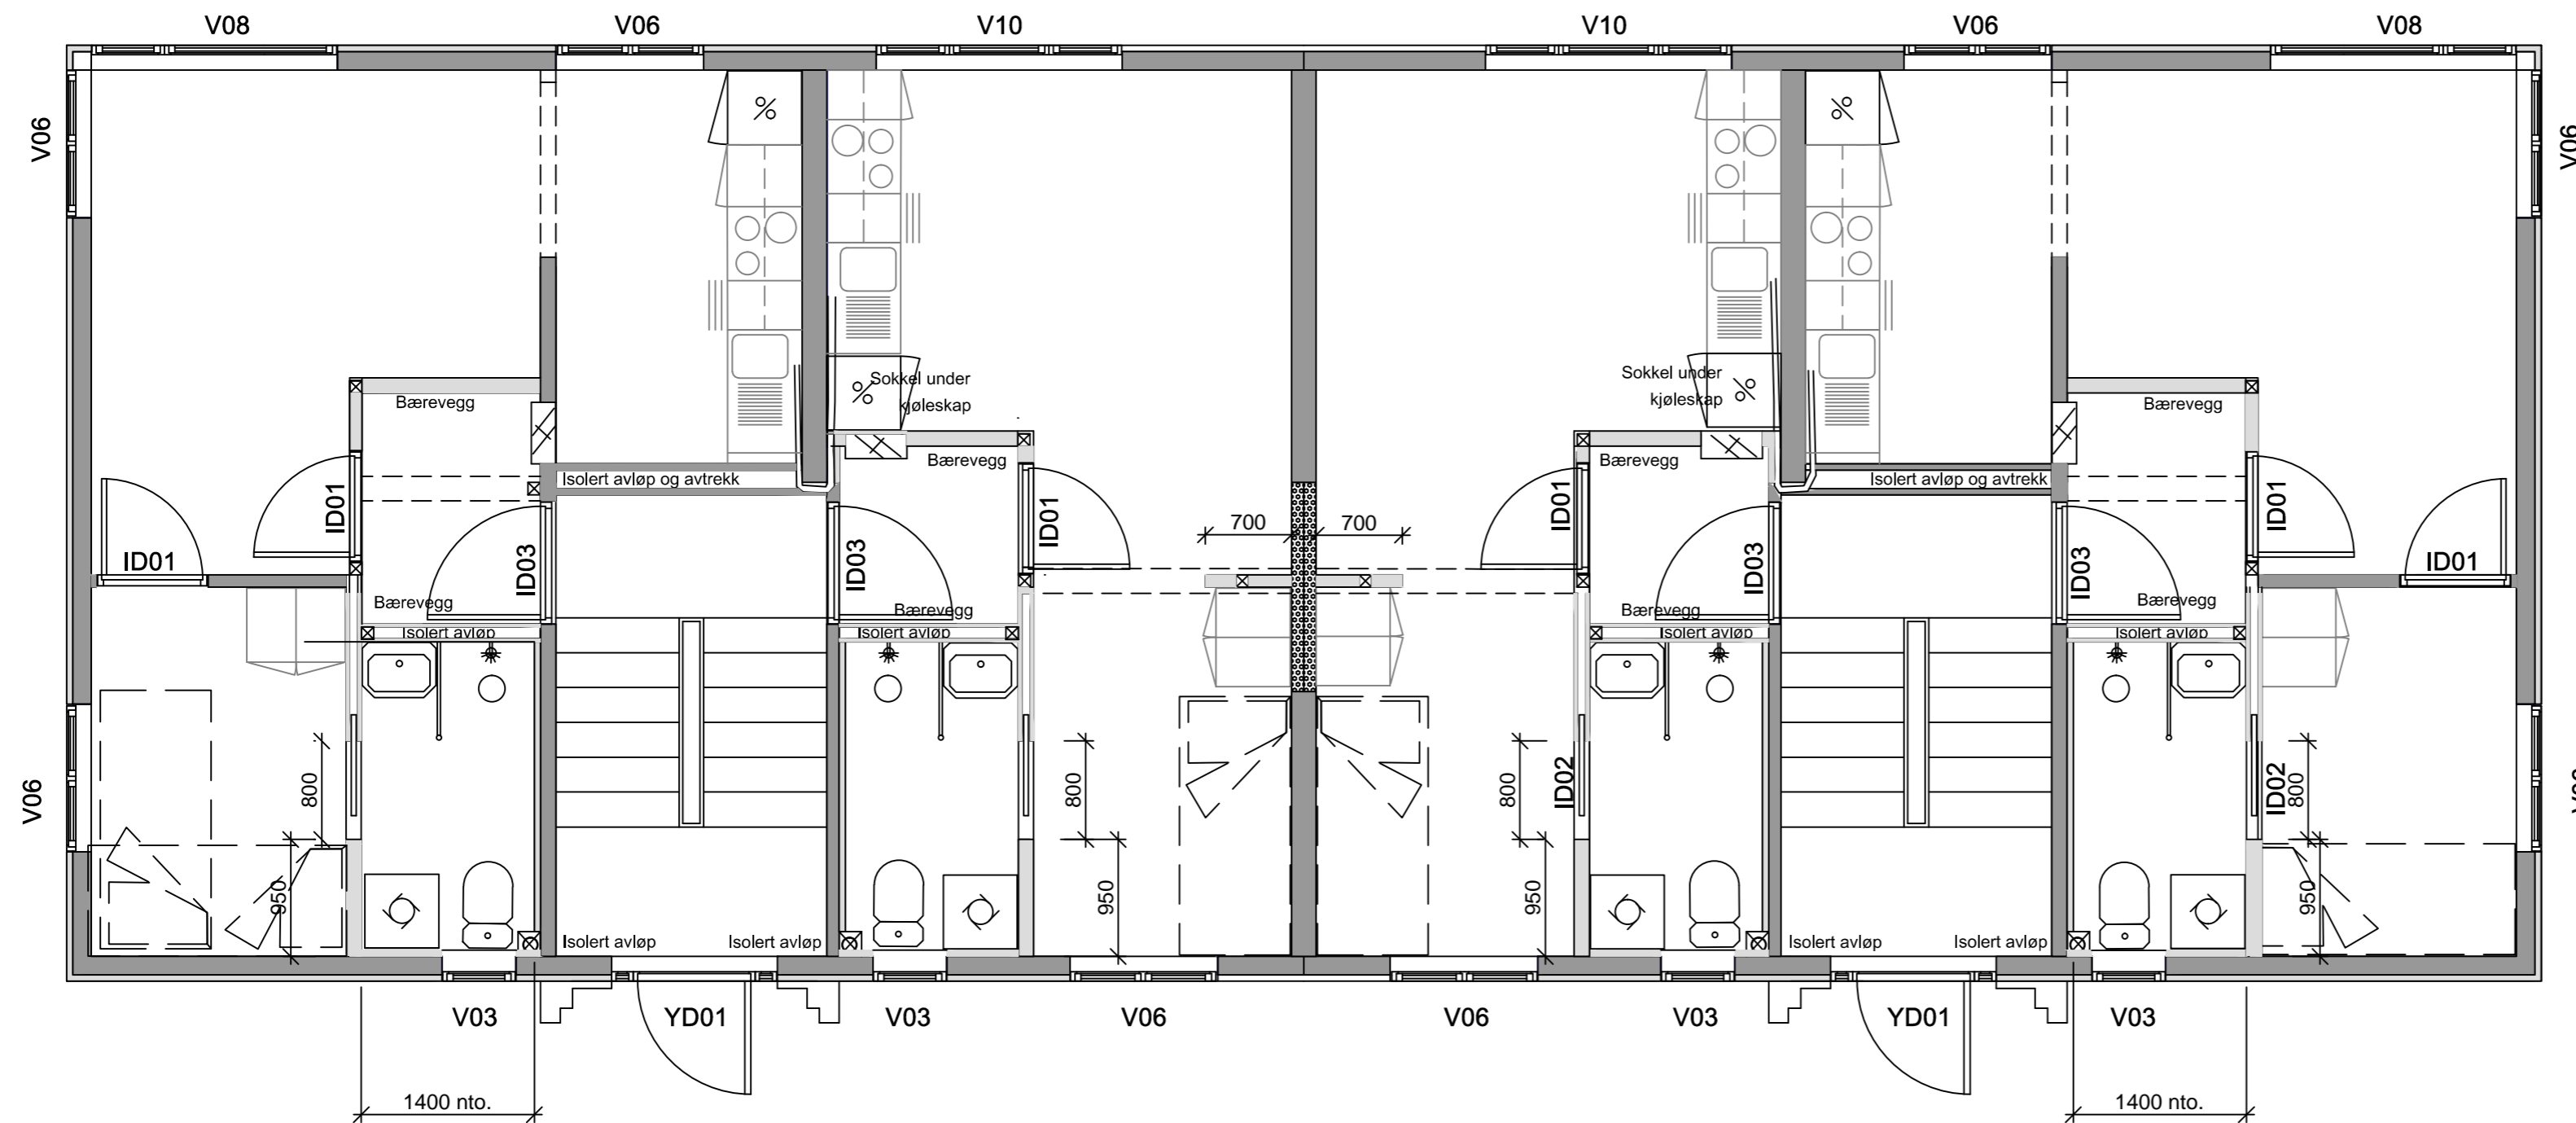 V08
V06
V10
V10
V06
V08
V06
V06
%
%
Sokkel under
kjøleskap
%
Sokkel under
kjøleskap
%
Bærevegg
Bærevegg
Bærevegg
Bærevegg
Isolert avløp og avtrekk
Isolert avløp og avtrekk
ID01
ID01
ID01
ID01
700
700
ID01
ID03
ID03
ID03
ID03
ID01
Bærevegg
Bærevegg
Bærevegg
Bærevegg
Isolert avløp
Isolert avløp
Isolert avløp
Isolert avløp
V06
800
800
800
ID02
ID02
800
950
950
950
950
Isolert avløp
Isolert avløp
Isolert avløp
Isolert avløp
V03
YD01
V03
V06
V06
V03
YD01
V03
1400 nto.
1400 nto.